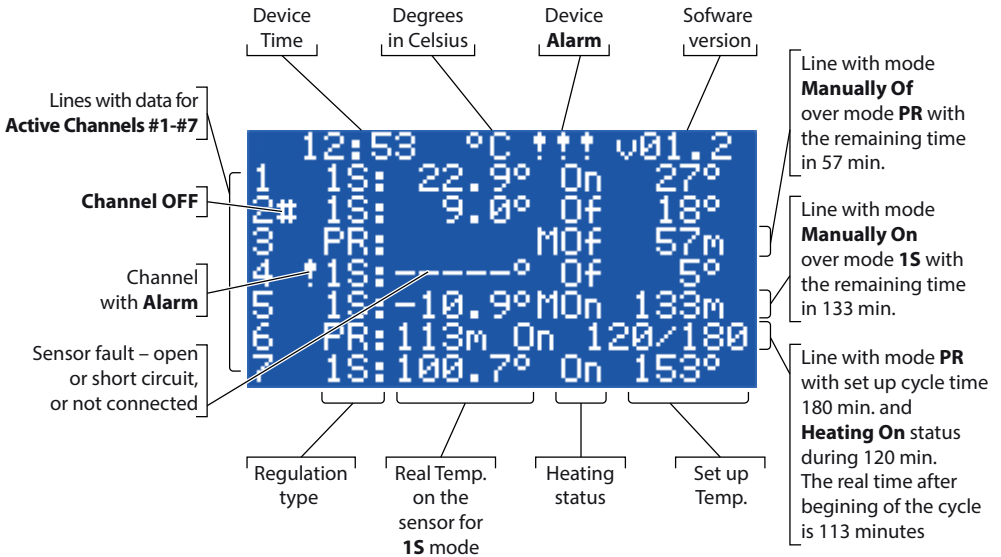 Device
Time
Degrees
in Celsius
Device
Alarm
Sofware
version
Lines with data for
Active Channels #1-#7
Channel OFF
Channel
with Alarm
Sensor fault – open
or short circuit,
or not connected
12:53 °C !!! v01.2
1 1S: 22.9° On 27°
2# 1S: 9.0° Of 18°
3 PR: MOf 57m
4 !1S:-----° Of 5°
5 1S:-10.9°MOn 133m
6 PR:113m On 120/180
7 1S:100.7° On 153°
Line with mode
Manually Of
over mode PR with
the remaining time
in 57 min.
Line with mode
Manually On
over mode 1S with
the remaining time
in 133 min.
Line with mode PR
with set up cycle time
180 min. and
Heating On status
during 120 min.
The real time after
begining of the cycle
is 113 minutes
Regulation
type
Real Temp.
on the
sensor for
1S mode
Heating
status
Set up
Temp.